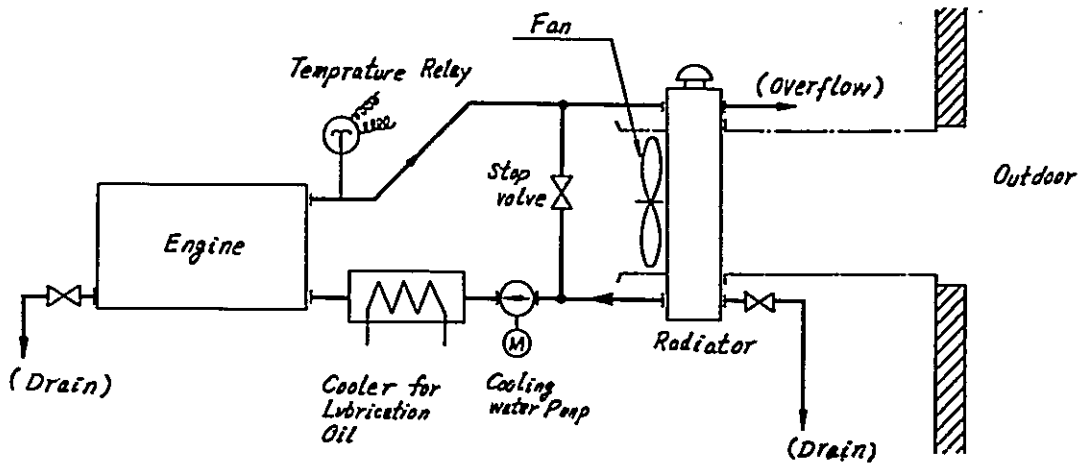 Fan
Temprature Relay
(Overflow)
Stop
valve
Outdoor
Engine
M
Radiator
(Drain)
Cooler for
Lubrication
Oil
Cooling
water Pump
(Drain)